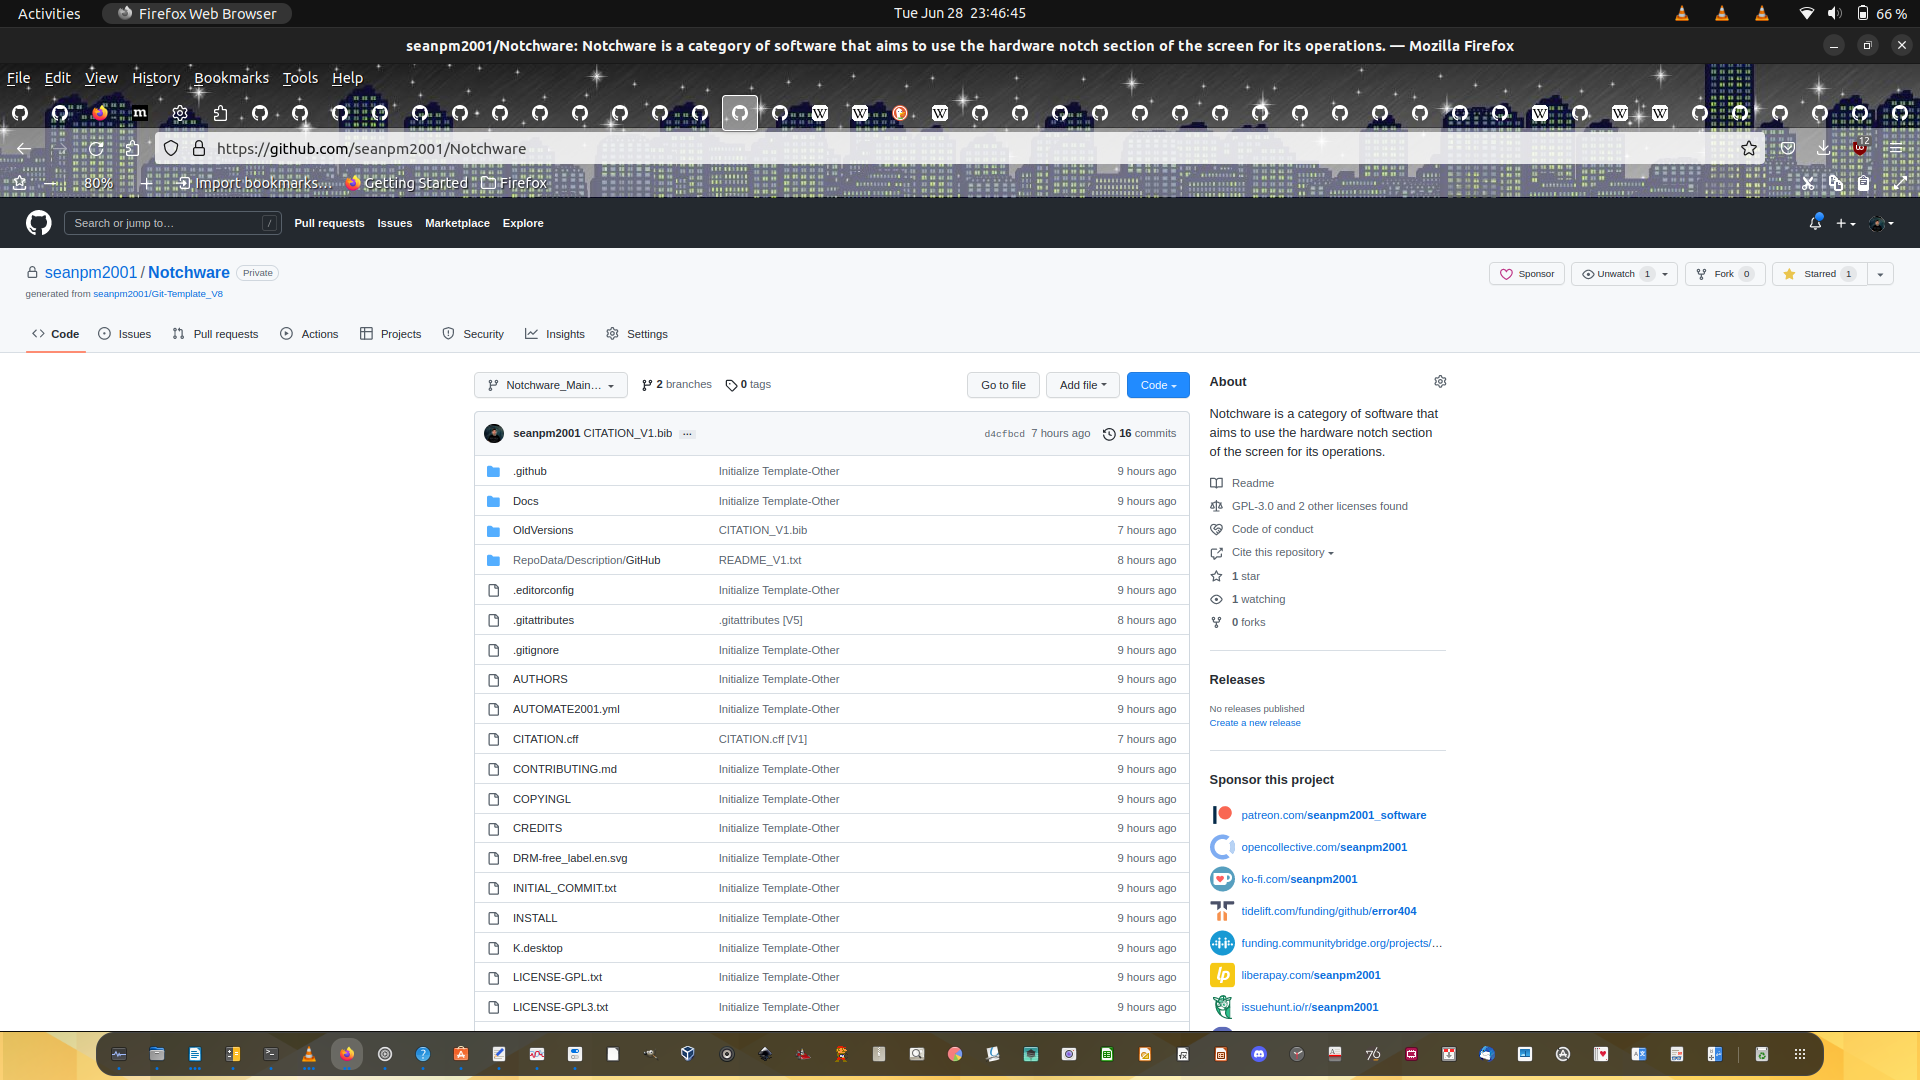 Activities
Firefox Web Browser
Tue Jun 28 23:46:45
66 %
seanpm2001/Notchware: Notchware is a category of software that aims to use the hardware notch section of the screen for its operations. — Mozilla Firefox
File Edit View History Bookmarks Tools Help
https://github.com/seanpm2001/Notchware
12
80%
Import bookmarks...
Getting Started
Firefox
Search or jump to...
/
Pull requests Issues Marketplace Explore
seanpm2001 / Notchware Private
Sponsor
Unwatch 1
Fork 0
Starred 1
generated from seanpm2001/Git-Template_V8
Code Issues Pull requests Actions Projects Security Insights Settings
Notchware_Main...
2 branches
0 tags
Go to file
Add file
Code
seanpm2001 CITATION_V1.bib ...
d4cfbcd 7 hours ago
16 commits
.github Initialize Template-Other 9 hours ago
Docs Initialize Template-Other 9 hours ago
OldVersions CITATION_V1.bib 7 hours ago
RepoData/Description/GitHub README_V1.txt 8 hours ago
.editorconfig Initialize Template-Other 9 hours ago
.gitattributes .gitattributes [V5] 8 hours ago
.gitignore Initialize Template-Other 9 hours ago
AUTHORS Initialize Template-Other 9 hours ago
AUTOMATE2001.yml Initialize Template-Other 9 hours ago
CITATION.cff CITATION.cff [V1] 7 hours ago
CONTRIBUTING.md Initialize Template-Other 9 hours ago
COPYINGL Initialize Template-Other 9 hours ago
CREDITS Initialize Template-Other 9 hours ago
DRM-free_label.en.svg Initialize Template-Other 9 hours ago
INITIAL_COMMIT.txt Initialize Template-Other 9 hours ago
INSTALL Initialize Template-Other 9 hours ago
K.desktop Initialize Template-Other 9 hours ago
LICENSE-GPL.txt Initialize Template-Other 9 hours ago
LICENSE-GPL3.txt Initialize Template-Other 9 hours ago
About
Notchware is a category of software that
aims to use the hardware notch section
of the screen for its operations.
Readme
GPL-3.0 and 2 other licenses found
Code of conduct
Cite this repository
1 star
1 watching
0 forks
Releases
No releases published
Create a new release
Sponsor this project
patreon.com/seanpm2001_software
opencollective.com/seanpm2001
ko-fi.com/seanpm2001
tidelift.com/funding/github/error404
funding.communitybridge.org/projects/...
liberapay.com/seanpm2001
issuehunt.io/r/seanpm2001